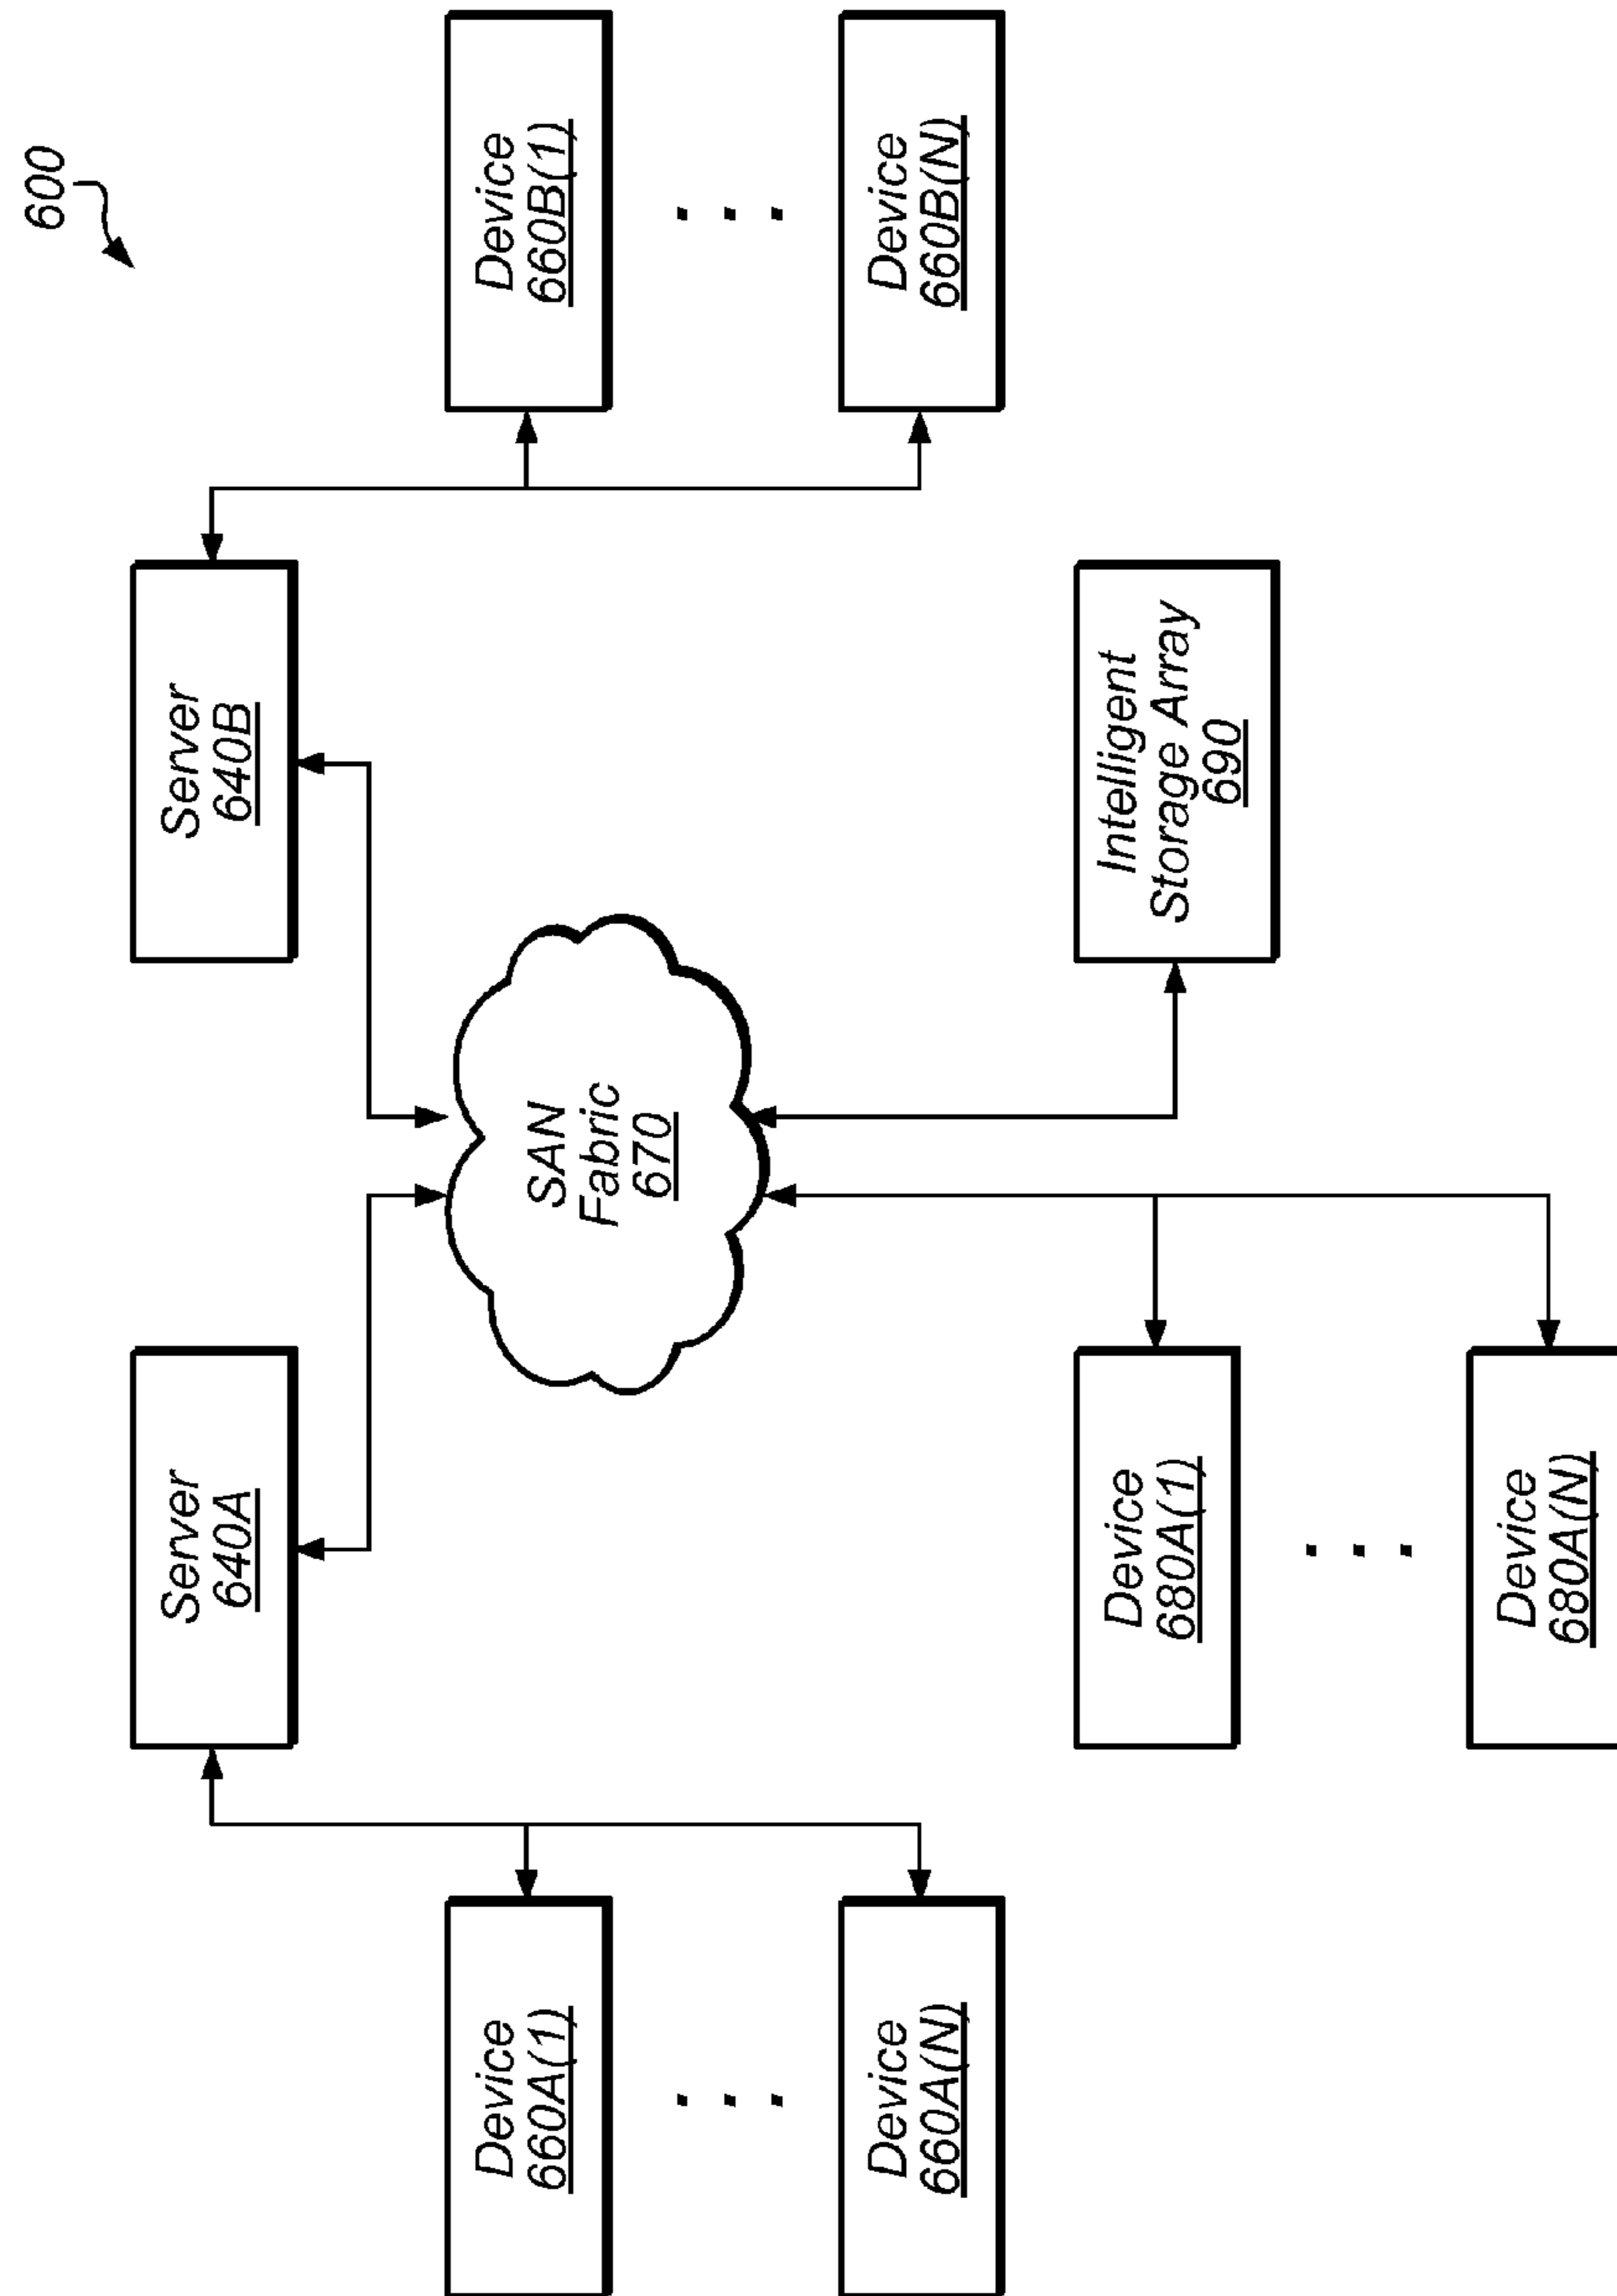 600
Server
640A
Server
640B
Device
660A(1)
SAN
Fabric
670
Device
660B(1)
Device
660A(N)
Device
660B(N)
Device
680A(1)
Intelligent
Storage Array
690
Device
680A(N)